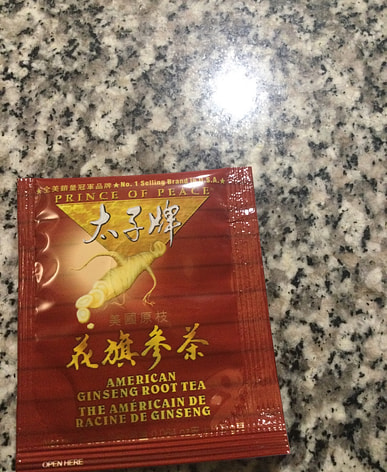 ★全美銷量冠軍品牌★No. 1 Selling Brand in U.S.A.★
PRINCE OF PEACE
太子牌
美國原枝
花旗參茶
AMERICAN
GINSENG ROOT TEA
THE AMÉRICAIN DE
RACINE DE GINSENG
OPEN HERE